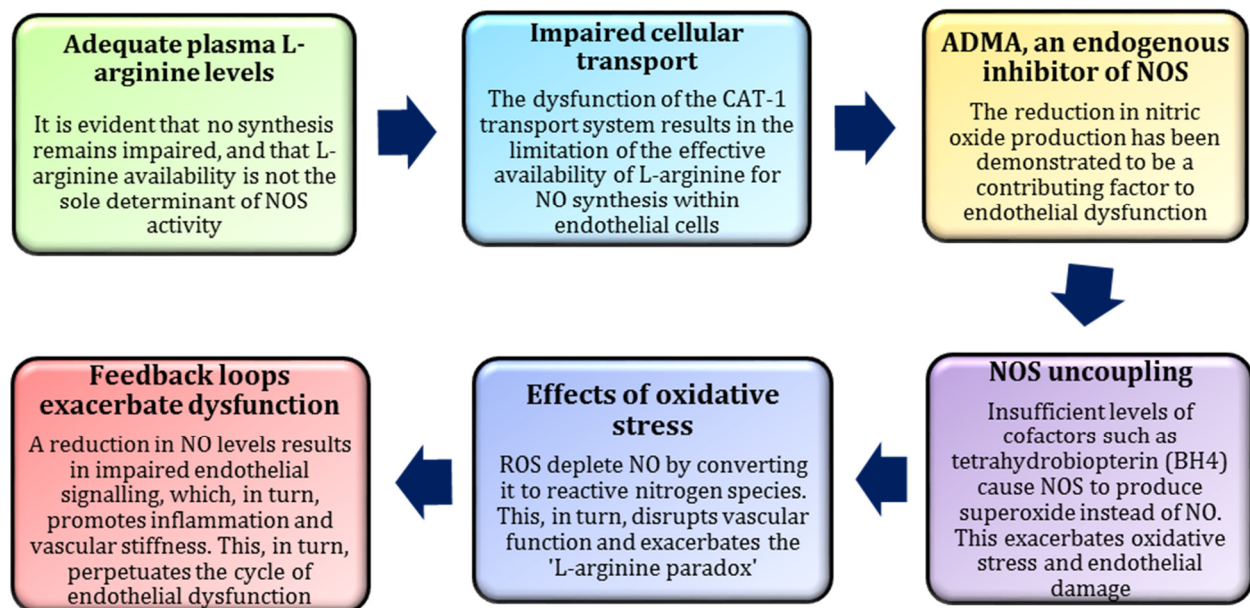 Adequate plasma L-
arginine levels
It is evident that no synthesis
remains impaired, and that L-
arginine availability is not the
sole determinant of NOS
activity
Impaired cellular
transport
The dysfunction of the CAT-1
transport system results in the
limitation of the effective
availability of L-arginine for
NO synthesis within
endothelial cells
ADMA, an endogenous
inhibitor of NOS
The reduction in nitric
oxide production has been
demonstrated to be a
contributing factor to
endothelial dysfunction
NOS uncoupling
Insufficient levels of
cofactors such as
tetrahydrobiopterin (BH4)
cause NOS to produce
superoxide instead of NO.
This exacerbates oxidative
stress and endothelial
damage
Effects of oxidative
stress
ROS deplete NO by converting
it to reactive nitrogen species.
This, in turn, disrupts vascular
function and exacerbates the
'L-arginine paradox'
Feedback loops
exacerbate dysfunction
A reduction in NO levels results
in impaired endothelial
signalling, which, in turn,
promotes inflammation and
vascular stiffness. This, in turn,
perpetuates the cycle of
endothelial dysfunction